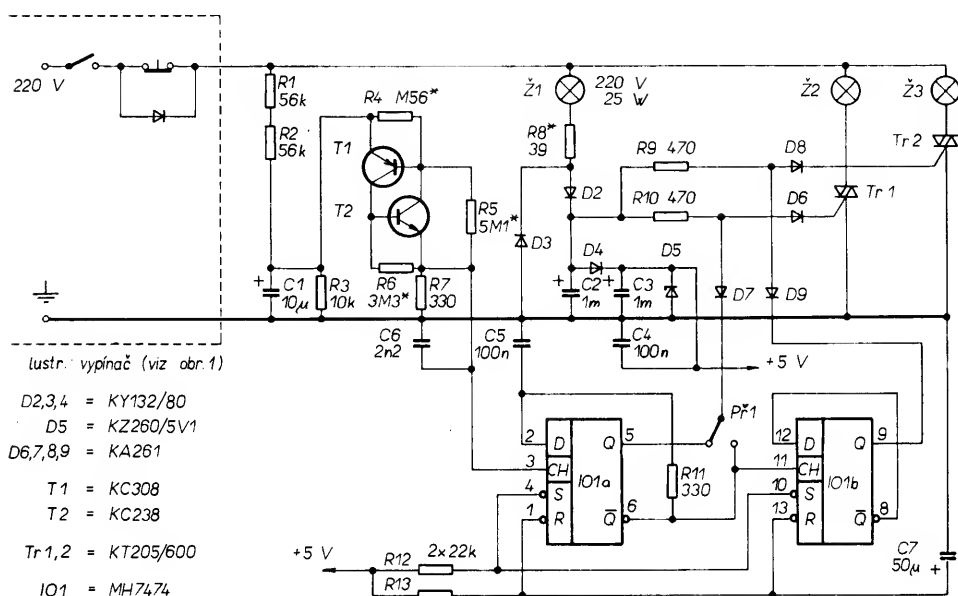 220 V
R1
56k
R2
56k
R4 M56*
T1
T2
R5
5M1*
R6
3M3*
R7
330
C1
10µ
R3
10k
Ž1
220 V
25 W
R8*
39
D2
D3
R9 470
R10 470
D4
D5
C2
1m
C3
1m
D8
D6
D7
D9
Ž2
Ž3
Tr 2
Tr 1
C6
2n2
C5
100n
C4
100n
+5 V
lustr. vypínač (viz obr. 1)
D2,3,4 = KY132/80
D5 = KZ260/5V1
D6,7,8,9 = KA261
T1 = KC308
T2 = KC238
Tr 1,2 = KT205/600
IO1 = MH7474
2 D Q 5
3 CH
4 S
1 R Q̅ 6
IO1a
Př1
R11
330
12 D Q 9
11 CH
10 S
13 R Q̅ 8
IO1b
+5 V
R12 2×22k
R13
C7
50µ +